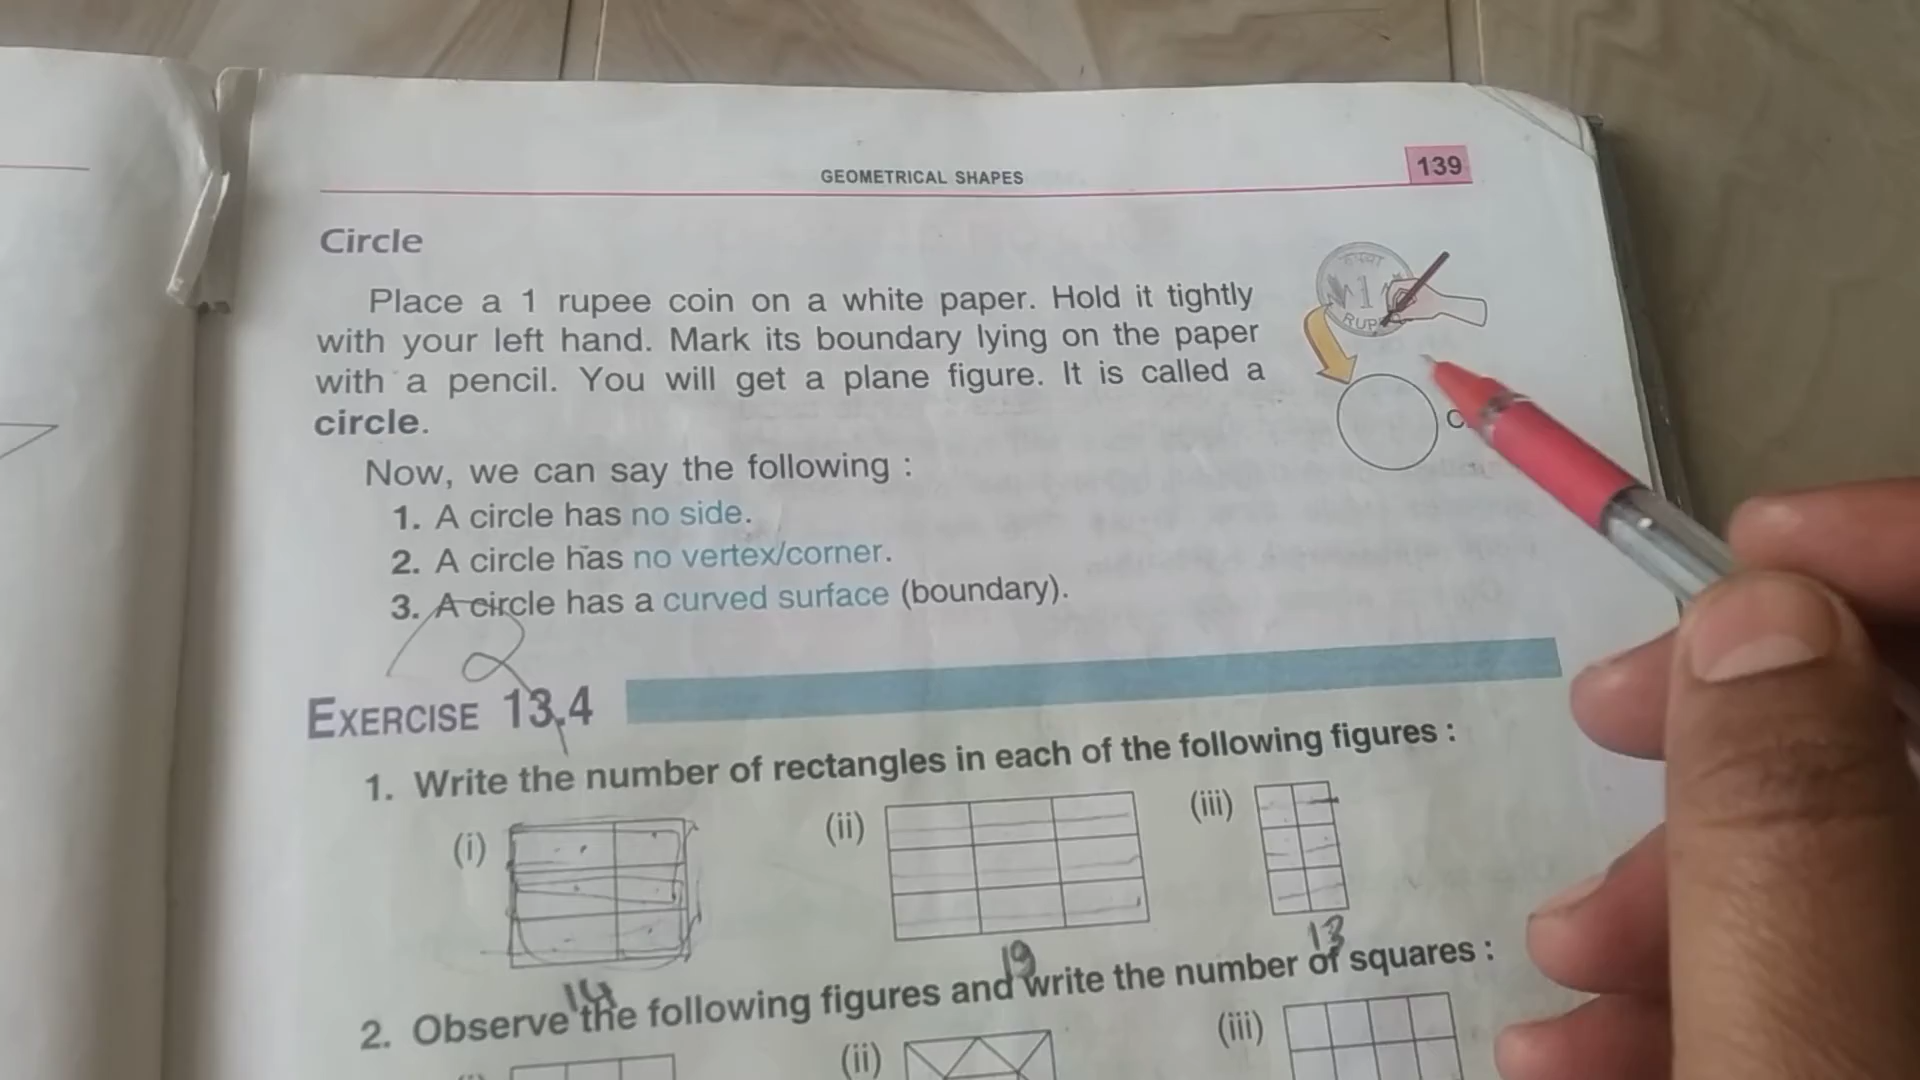 GEOMETRICAL SHAPES
139
Circle
Place a 1 rupee coin on a white paper. Hold it tightly
with your left hand. Mark its boundary lying on the paper
with a pencil. You will get a plane figure. It is called a
circle.
Now, we can say the following :
1. A circle has no side.
2. A circle has no vertex/corner.
3. A circle has a curved surface (boundary).
रुपया
1
RUP
C
EXERCISE 13.4
1. Write the number of rectangles in each of the following figures :
(i)
(ii)
(iii)
14
19
13
2. Observe the following figures and write the number of squares :
(ii)
(iii)